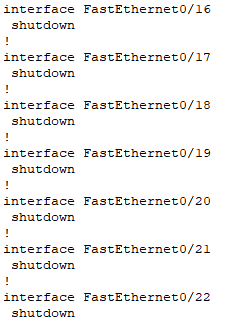 interface FastEthernet0/16
 shutdown
!
interface FastEthernet0/17
 shutdown
!
interface FastEthernet0/18
 shutdown
!
interface FastEthernet0/19
 shutdown
!
interface FastEthernet0/20
 shutdown
!
interface FastEthernet0/21
 shutdown
!
interface FastEthernet0/22
 shutdown